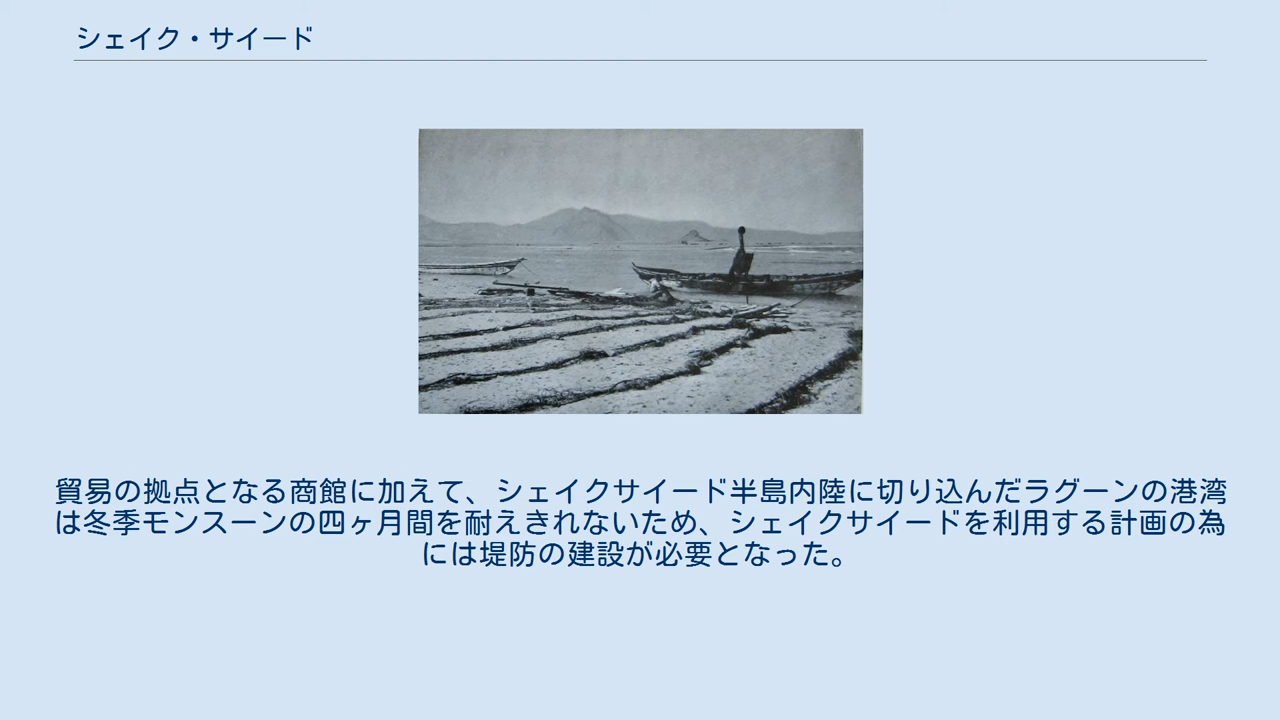 シェイク・サイード
貿易の拠点となる商館に加えて、シェイクサイード半島内陸に切り込んだラグーンの港湾
は冬季モンスーンの四ヶ月間を耐えきれないため、シェイクサイードを利用する計画の為
には堤防の建設が必要となった。